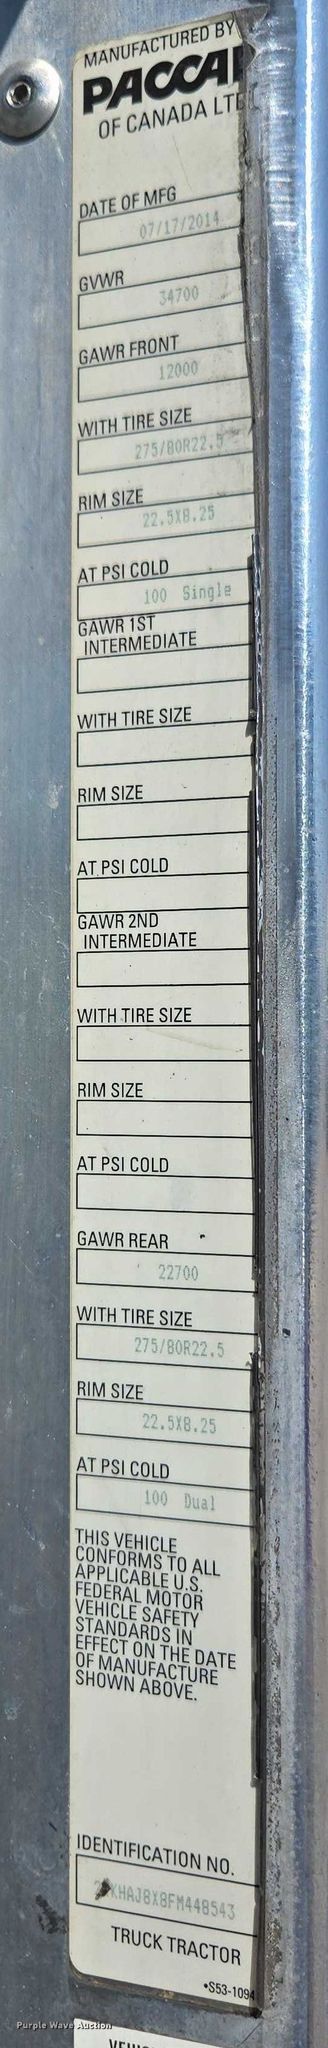 MANUFACTURED BY
PACCAR
OF CANADA LTD
DATE OF MFG
07/17/2014
GVWR
34700
GAWR FRONT
12000
WITH TIRE SIZE
275/80R22.5
RIM SIZE
22.5X8.25
AT PSI COLD
100 Single
GAWR 1ST
INTERMEDIATE
WITH TIRE SIZE
RIM SIZE
AT PSI COLD
GAWR 2ND
INTERMEDIATE
WITH TIRE SIZE
RIM SIZE
AT PSI COLD
GAWR REAR
22700
WITH TIRE SIZE
275/80R22.5
RIM SIZE
22.5X8.25
AT PSI COLD
100 Dual
THIS VEHICLE
CONFORMS TO ALL
APPLICABLE U.S.
FEDERAL MOTOR
VEHICLE SAFETY
STANDARDS IN
EFFECT ON THE DATE
OF MANUFACTURE
SHOWN ABOVE.
IDENTIFICATION NO.
TRUCK TRACTOR
•S53-1094
Purple Wave Auction